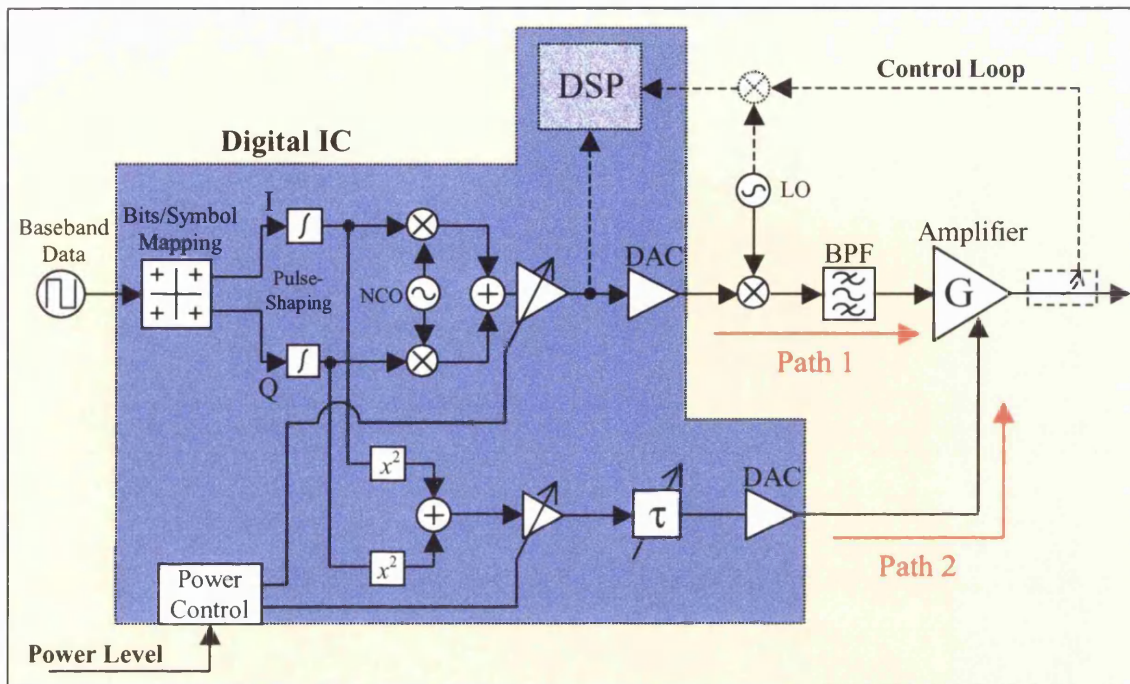 Control Loop
DSP
Digital IC
LO
Baseband
Data
Bits/Symbol
Mapping
I
∫
Pulse-
Shaping
NCO
DAC
BPF
Amplifier
G
Q
∫
Path 1
x²
x²
τ
DAC
Path 2
Power
Control
Power Level